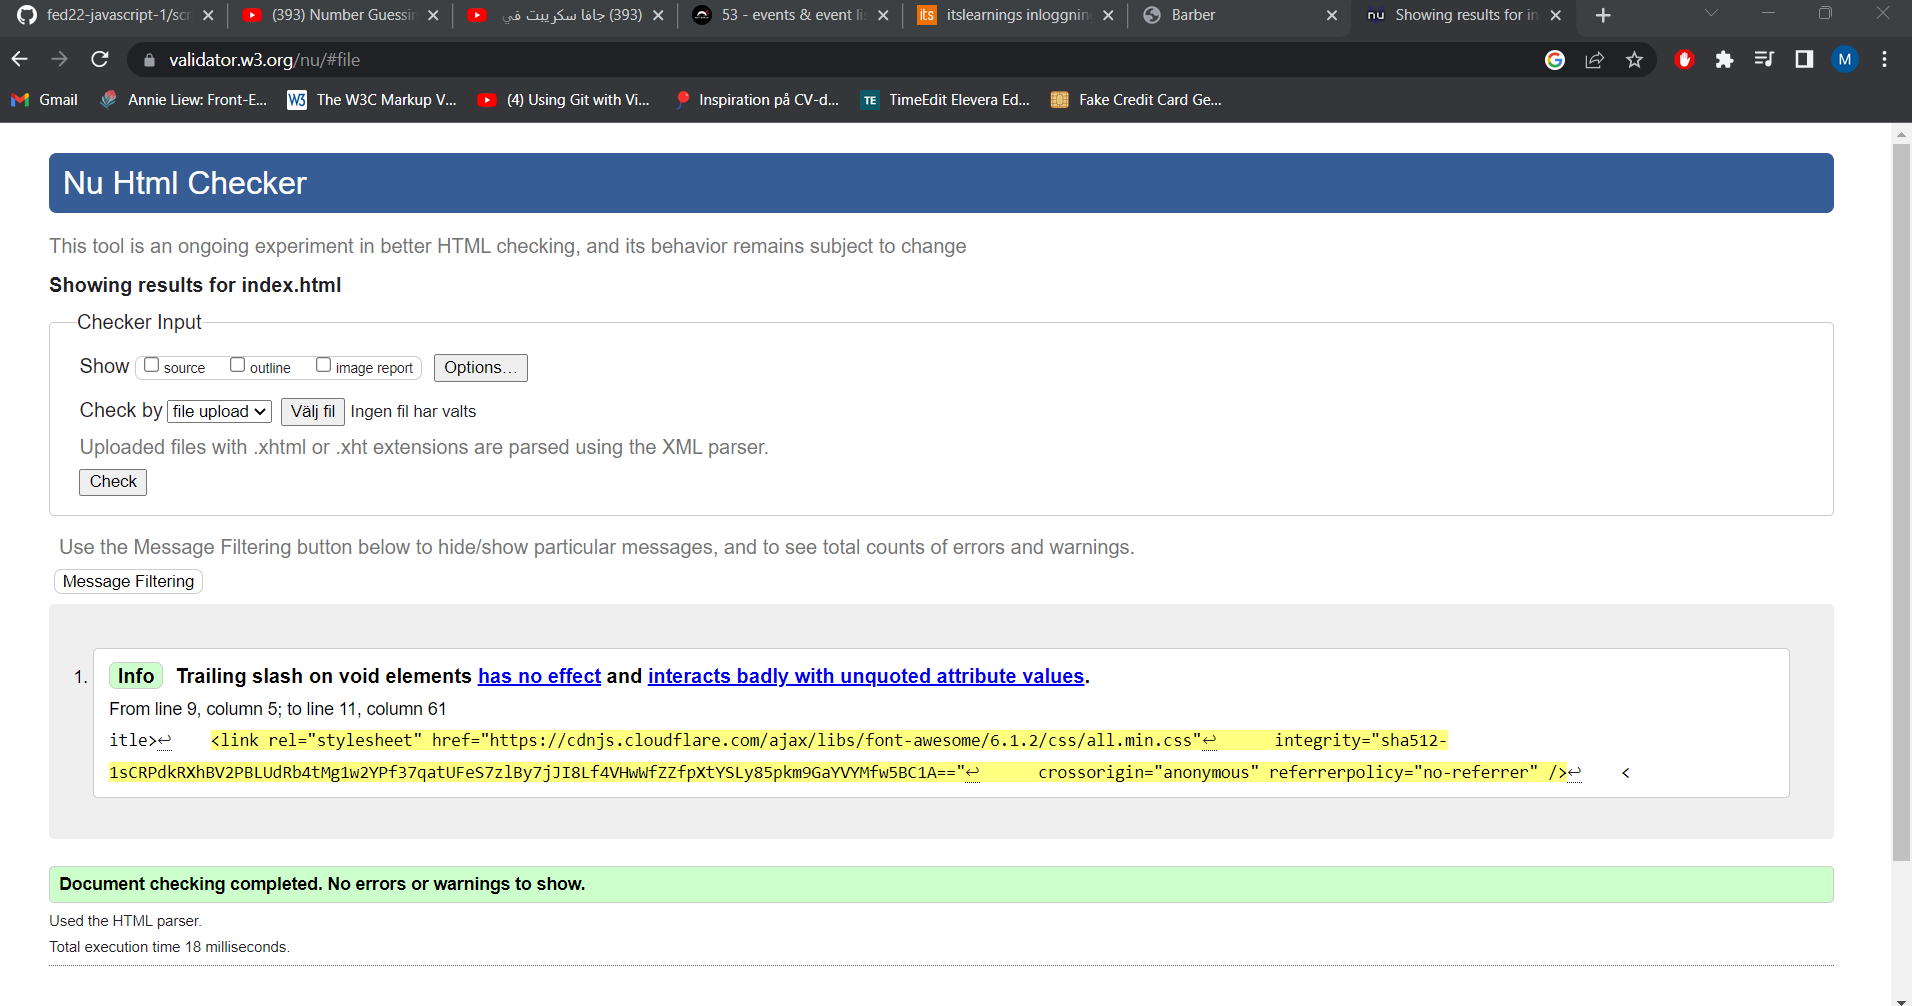 fed22-javascript-1/scr
(393) Number Guessin
(393) جافا سكريبت في
53 - events & event lis
its itslearnings inloggning
Barber
nu Showing results for in
validator.w3.org/nu/#file
M
Gmail
Annie Liew: Front-E...
W3 The W3C Markup V...
(4) Using Git with Vi...
Inspiration på CV-d...
TE TimeEdit Elevera Ed...
Fake Credit Card Ge...
Nu Html Checker
This tool is an ongoing experiment in better HTML checking, and its behavior remains subject to change
Showing results for index.html
Checker Input
Show source outline image report Options...
Check by file upload Välj fil Ingen fil har valts
Uploaded files with .xhtml or .xht extensions are parsed using the XML parser.
Check
Use the Message Filtering button below to hide/show particular messages, and to see total counts of errors and warnings.
Message Filtering
1. Info Trailing slash on void elements has no effect and interacts badly with unquoted attribute values.
From line 9, column 5; to line 11, column 61
itle>↩ <link rel="stylesheet" href="https://cdnjs.cloudflare.com/ajax/libs/font-awesome/6.1.2/css/all.min.css"↩ integrity="sha512-
1sCRPdkRXhBV2PBLUdRb4tMg1w2YPf37qatUFeS7zlBy7jJI8Lf4VHwWfZZfpXtYSLy85pkm9GaYVYMfw5BC1A=="↩ crossorigin="anonymous" referrerpolicy="no-referrer" />↩ <
Document checking completed. No errors or warnings to show.
Used the HTML parser.
Total execution time 18 milliseconds.